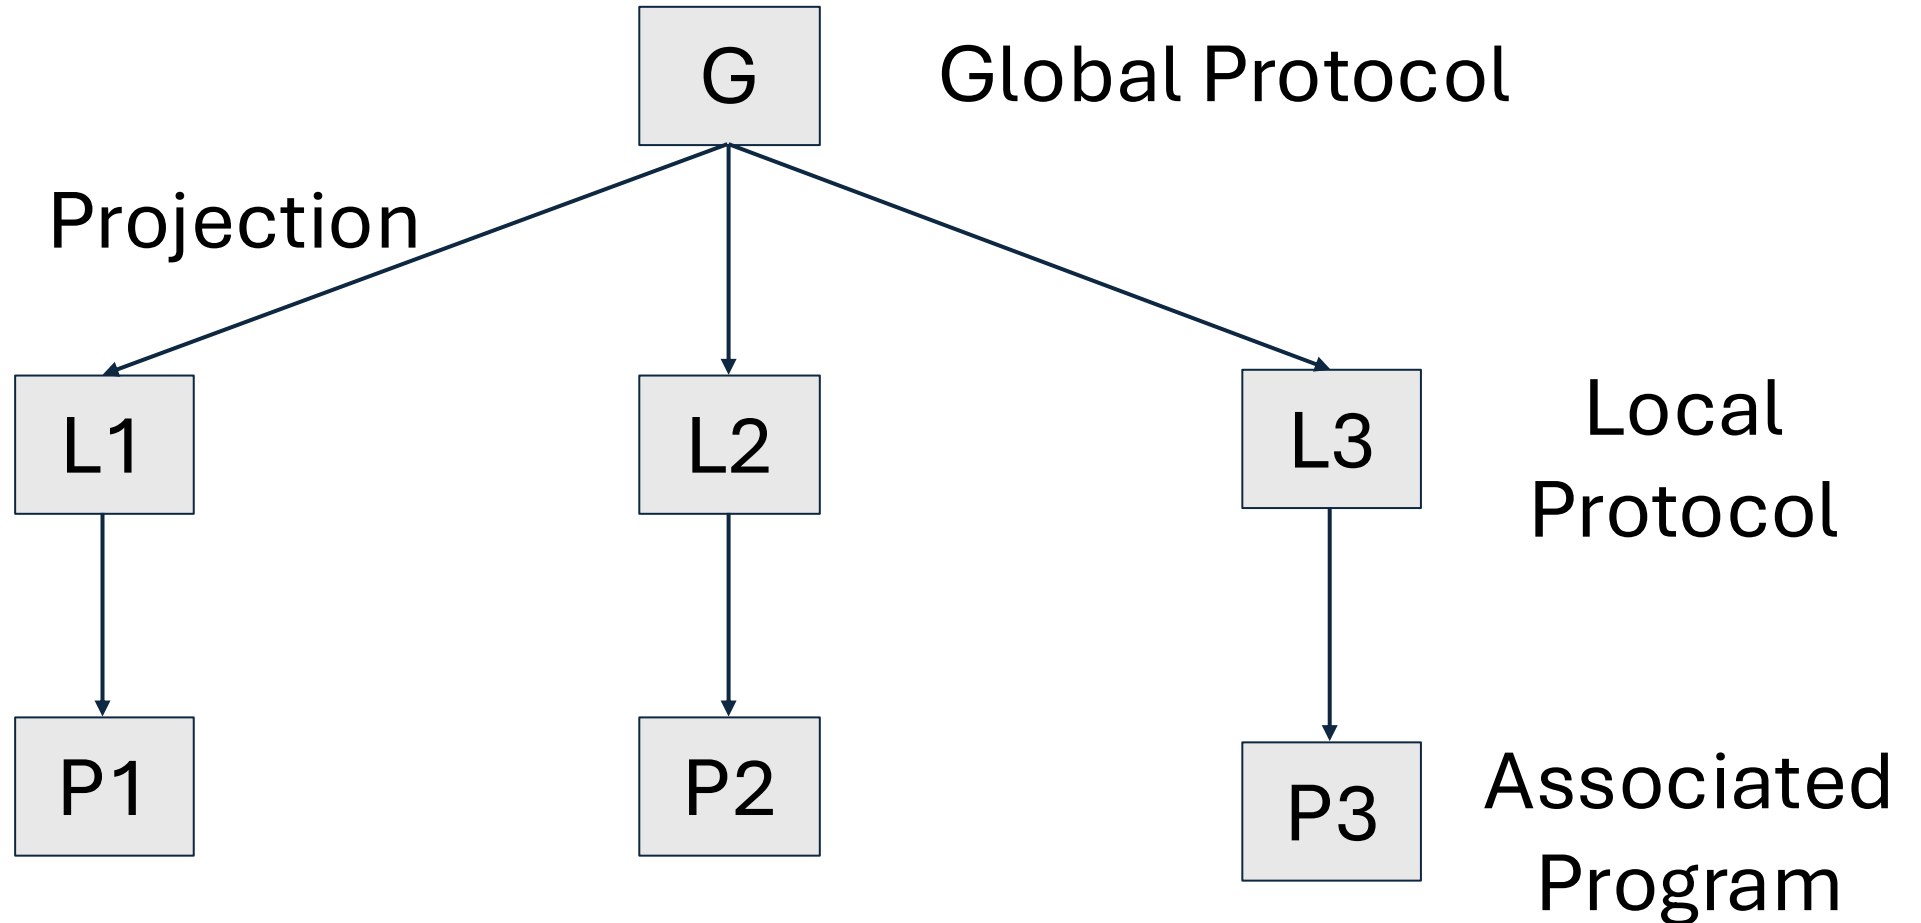 G
Global Protocol
Projection
L1
L2
L3
Local
Protocol
P1
P2
P3
Associated
Program